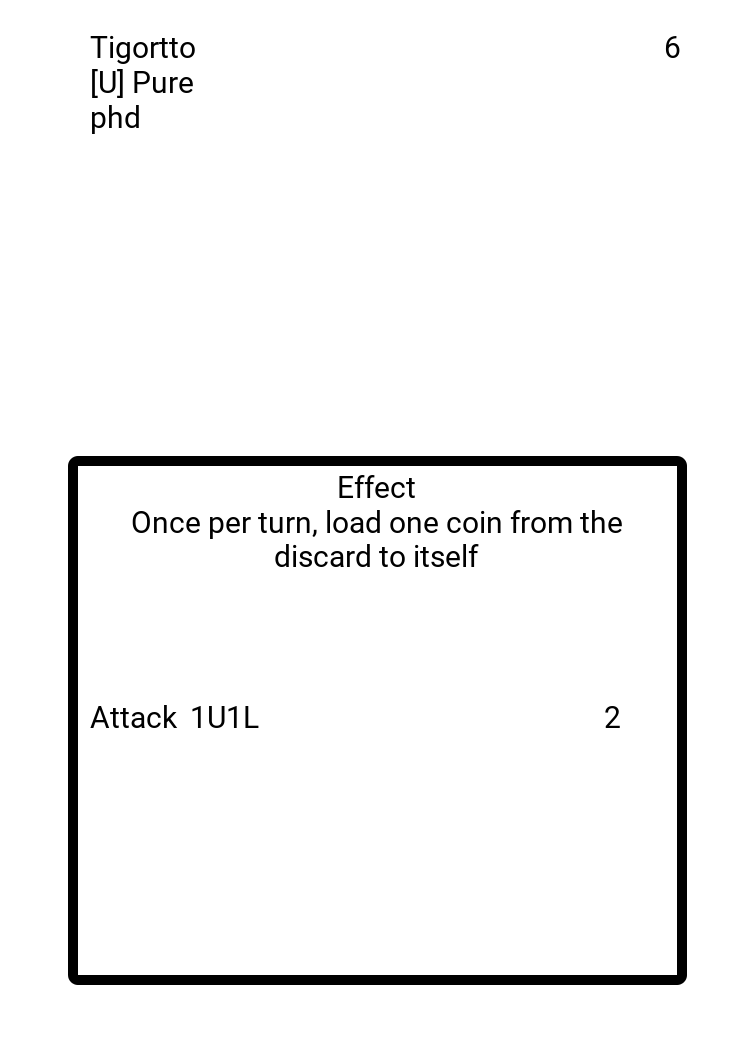 Tigortto 6
[U] Pure
phd
Effect
Once per turn, load one coin from the
discard to itself
Attack 1U1L 2